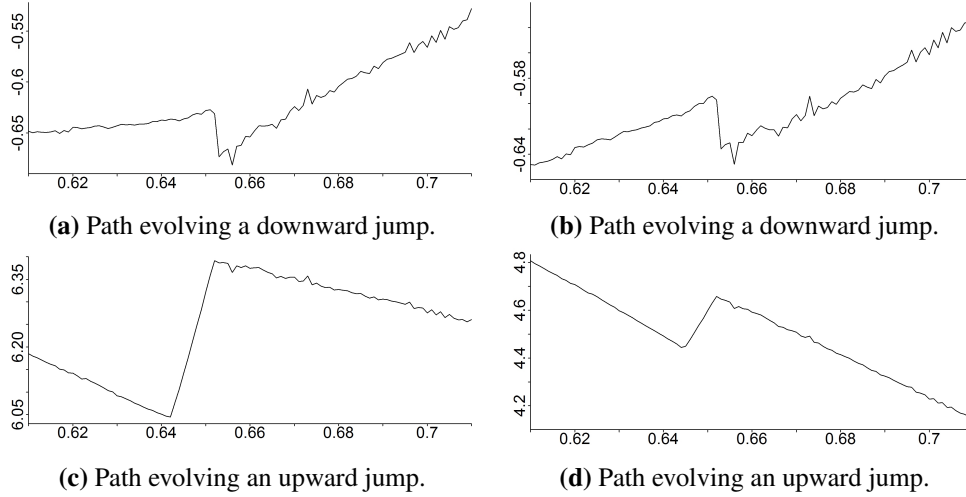 -0.55
-0.6
-0.65
0.62 0.64 0.66 0.68 0.7
(a) Path evolving a downward jump.
-0.58
-0.64
0.62 0.64 0.66 0.68 0.7
(b) Path evolving a downward jump.
6.35
6.20
6.05
0.62 0.64 0.66 0.68 0.7
(c) Path evolving an upward jump.
4.8
4.6
4.4
4.2
0.62 0.64 0.66 0.68 0.7
(d) Path evolving an upward jump.